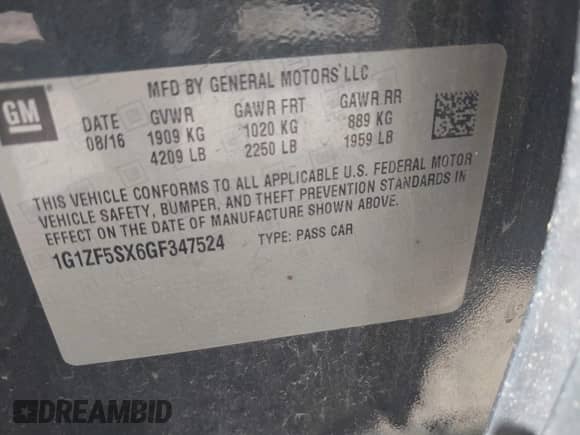 MFD BY GENERAL MOTORS LLC
GM
DATE GVWR GAWR FRT GAWR RR
08/16 1909 KG 1020 KG 889 KG
4209 LB 2250 LB 1959 LB
THIS VEHICLE CONFORMS TO ALL APPLICABLE U.S. FEDERAL MOTOR
VEHICLE SAFETY, BUMPER, AND THEFT PREVENTION STANDARDS IN
EFFECT ON THE DATE OF MANUFACTURE SHOWN ABOVE.
1G1ZF5SX6GF347524 TYPE: PASS CAR
DREAMBID